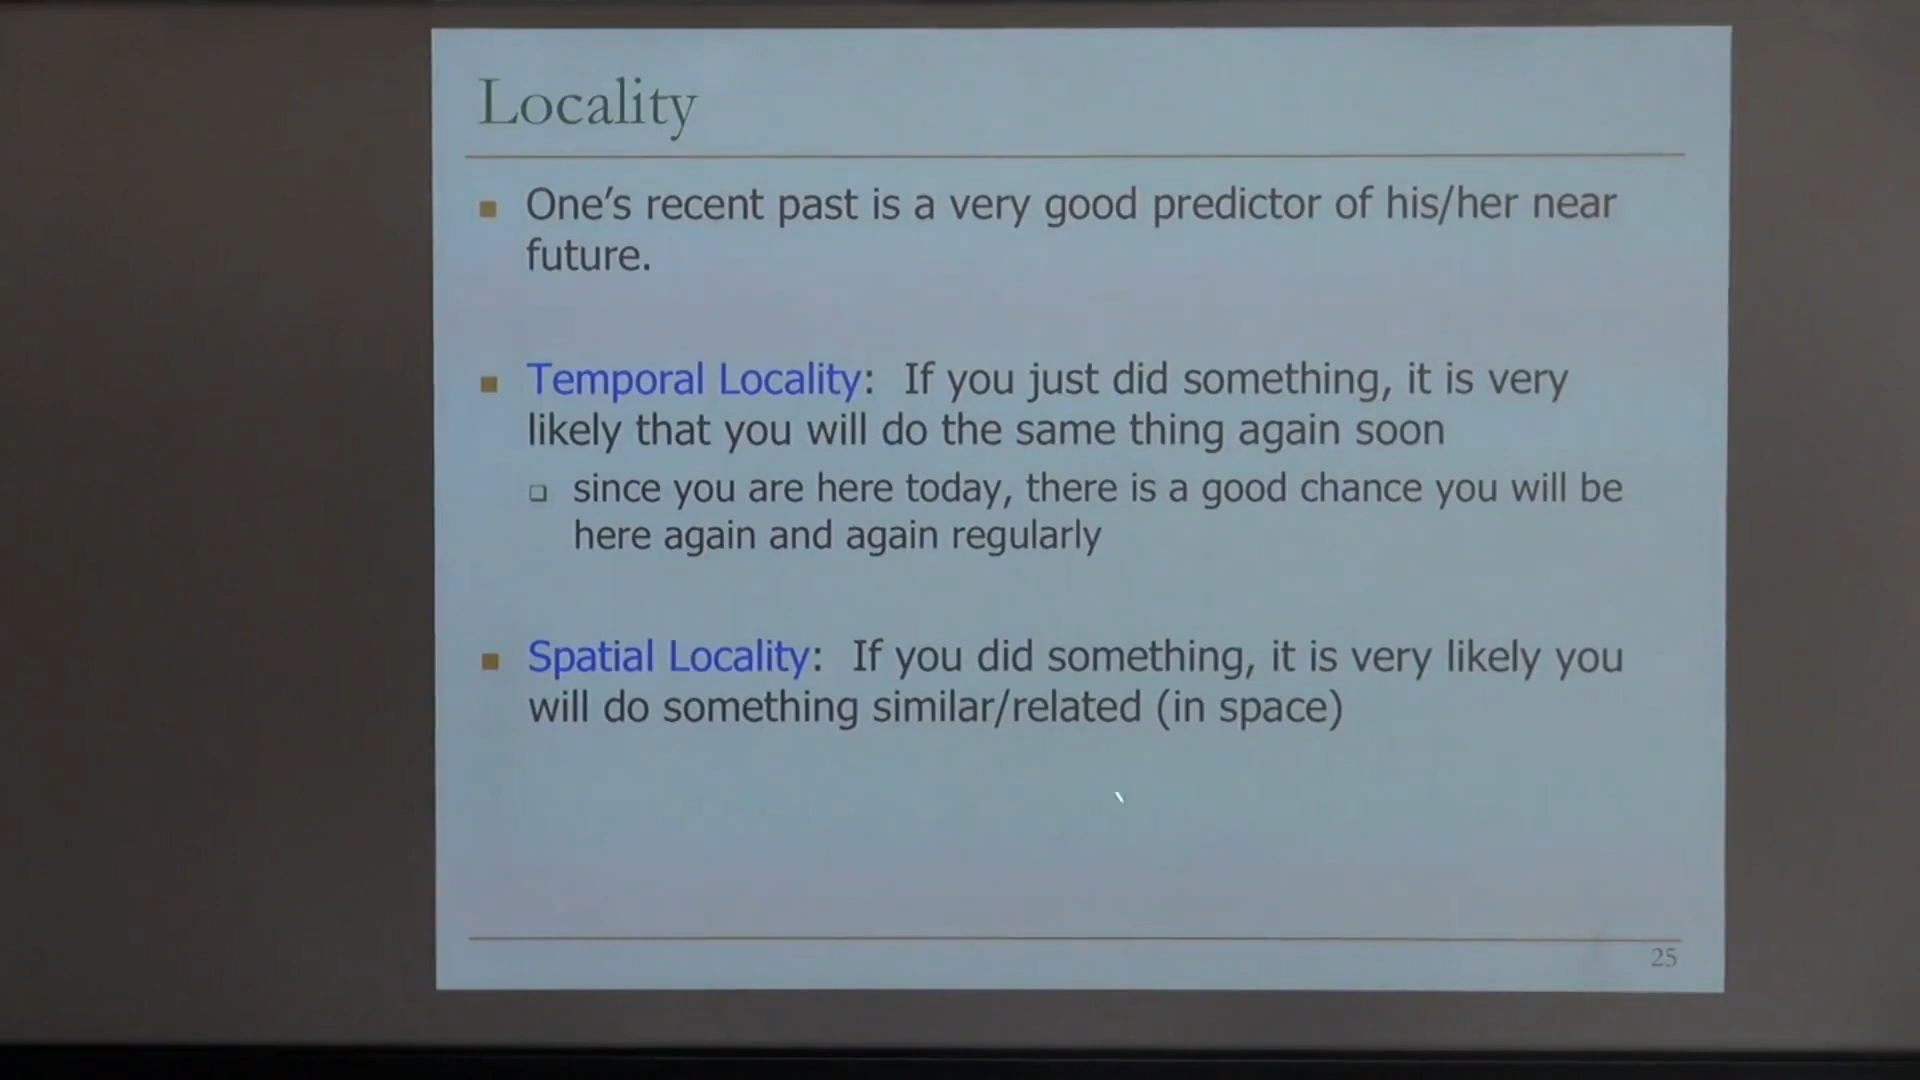 Locality
One's recent past is a very good predictor of his/her near
future.
Temporal Locality: If you just did something, it is very
likely that you will do the same thing again soon
since you are here today, there is a good chance you will be
here again and again regularly
Spatial Locality: If you did something, it is very likely you
will do something similar/related (in space)
25